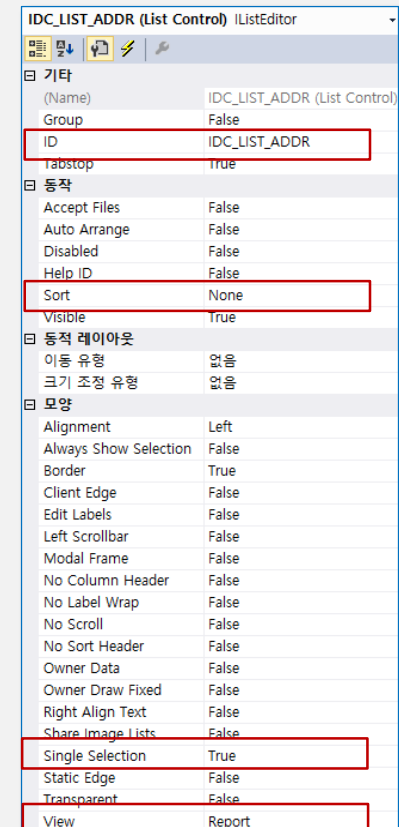 IDC_LIST_ADDR (List Control) IListEditor
기타
(Name) IDC_LIST_ADDR (List Control)
Group False
ID IDC_LIST_ADDR
Tabstop True
동작
Accept Files False
Auto Arrange False
Disabled False
Help ID False
Sort None
Visible True
동적 레이아웃
이동 유형 없음
크기 조정 유형 없음
모양
Alignment Left
Always Show Selection False
Border True
Client Edge False
Edit Labels False
Left Scrollbar False
Modal Frame False
No Column Header False
No Label Wrap False
No Scroll False
No Sort Header False
Owner Data False
Owner Draw Fixed False
Right Align Text False
Share Image Lists False
Single Selection True
Static Edge False
Transparent False
View Report